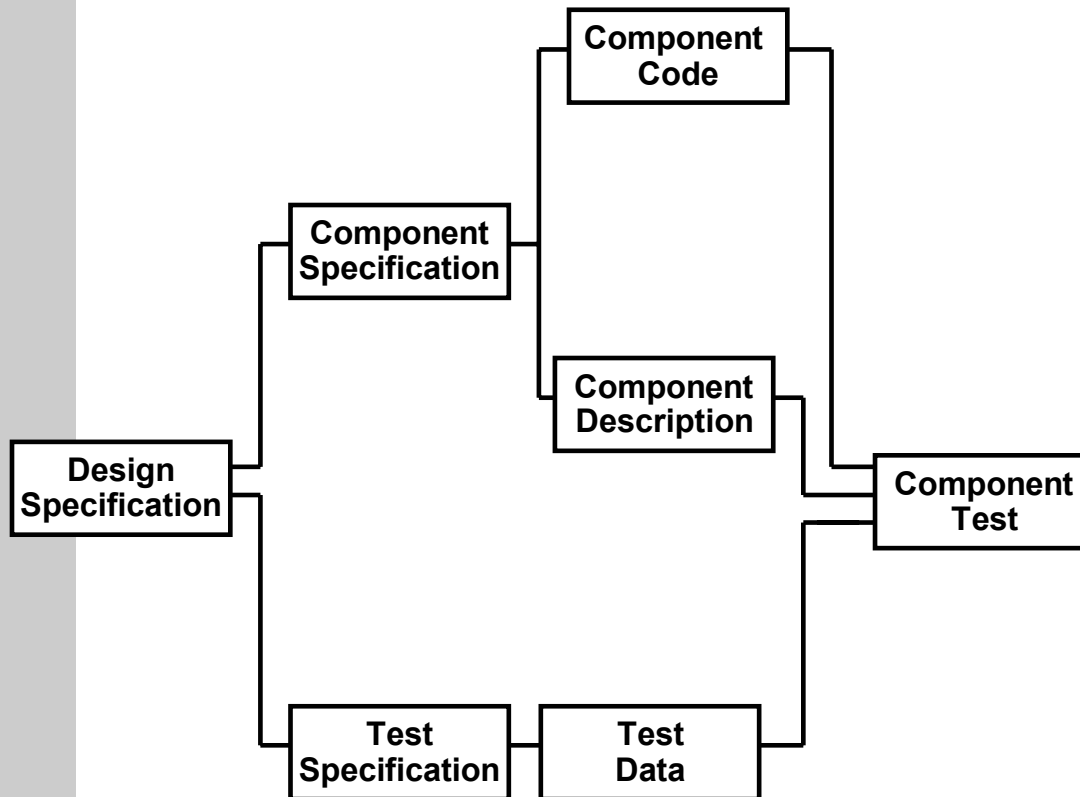 Component
Code
Component
Specification
Component
Description
Design
Specification
Component
Test
Test
Specification
Test
Data